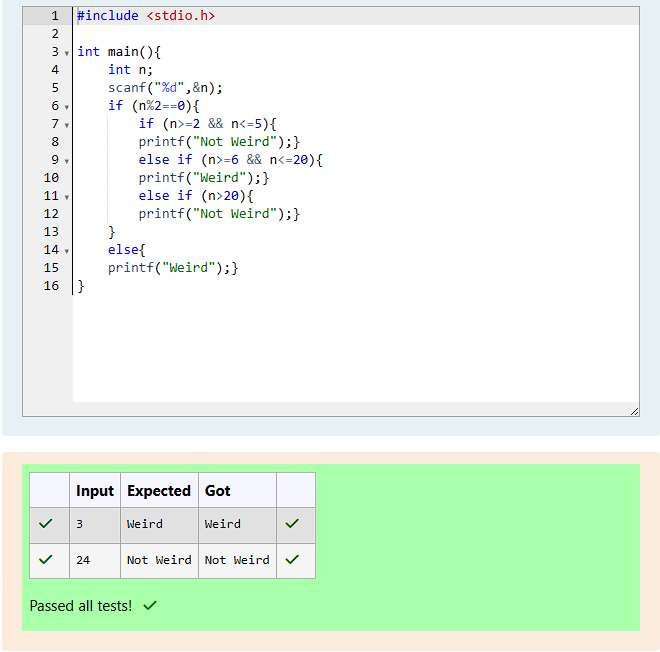 1 #include <stdio.h>
2
3 int main(){
4     int n;
5     scanf("%d",&n);
6     if (n%2==0){
7         if (n>=2 && n<=5){
8         printf("Not Weird");}
9         else if (n>=6 && n<=20){
10         printf("Weird");}
11         else if (n>20){
12         printf("Not Weird");}
13     }
14     else{
15     printf("Weird");}
16 }
Input Expected Got
3 Weird Weird
24 Not Weird Not Weird
Passed all tests!